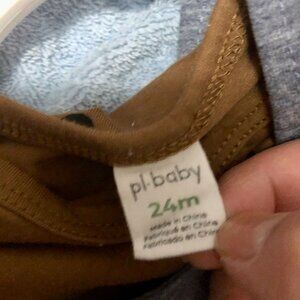 pl·baby
24m
Made in China
Fabriqué en Chine
Fabricado en China